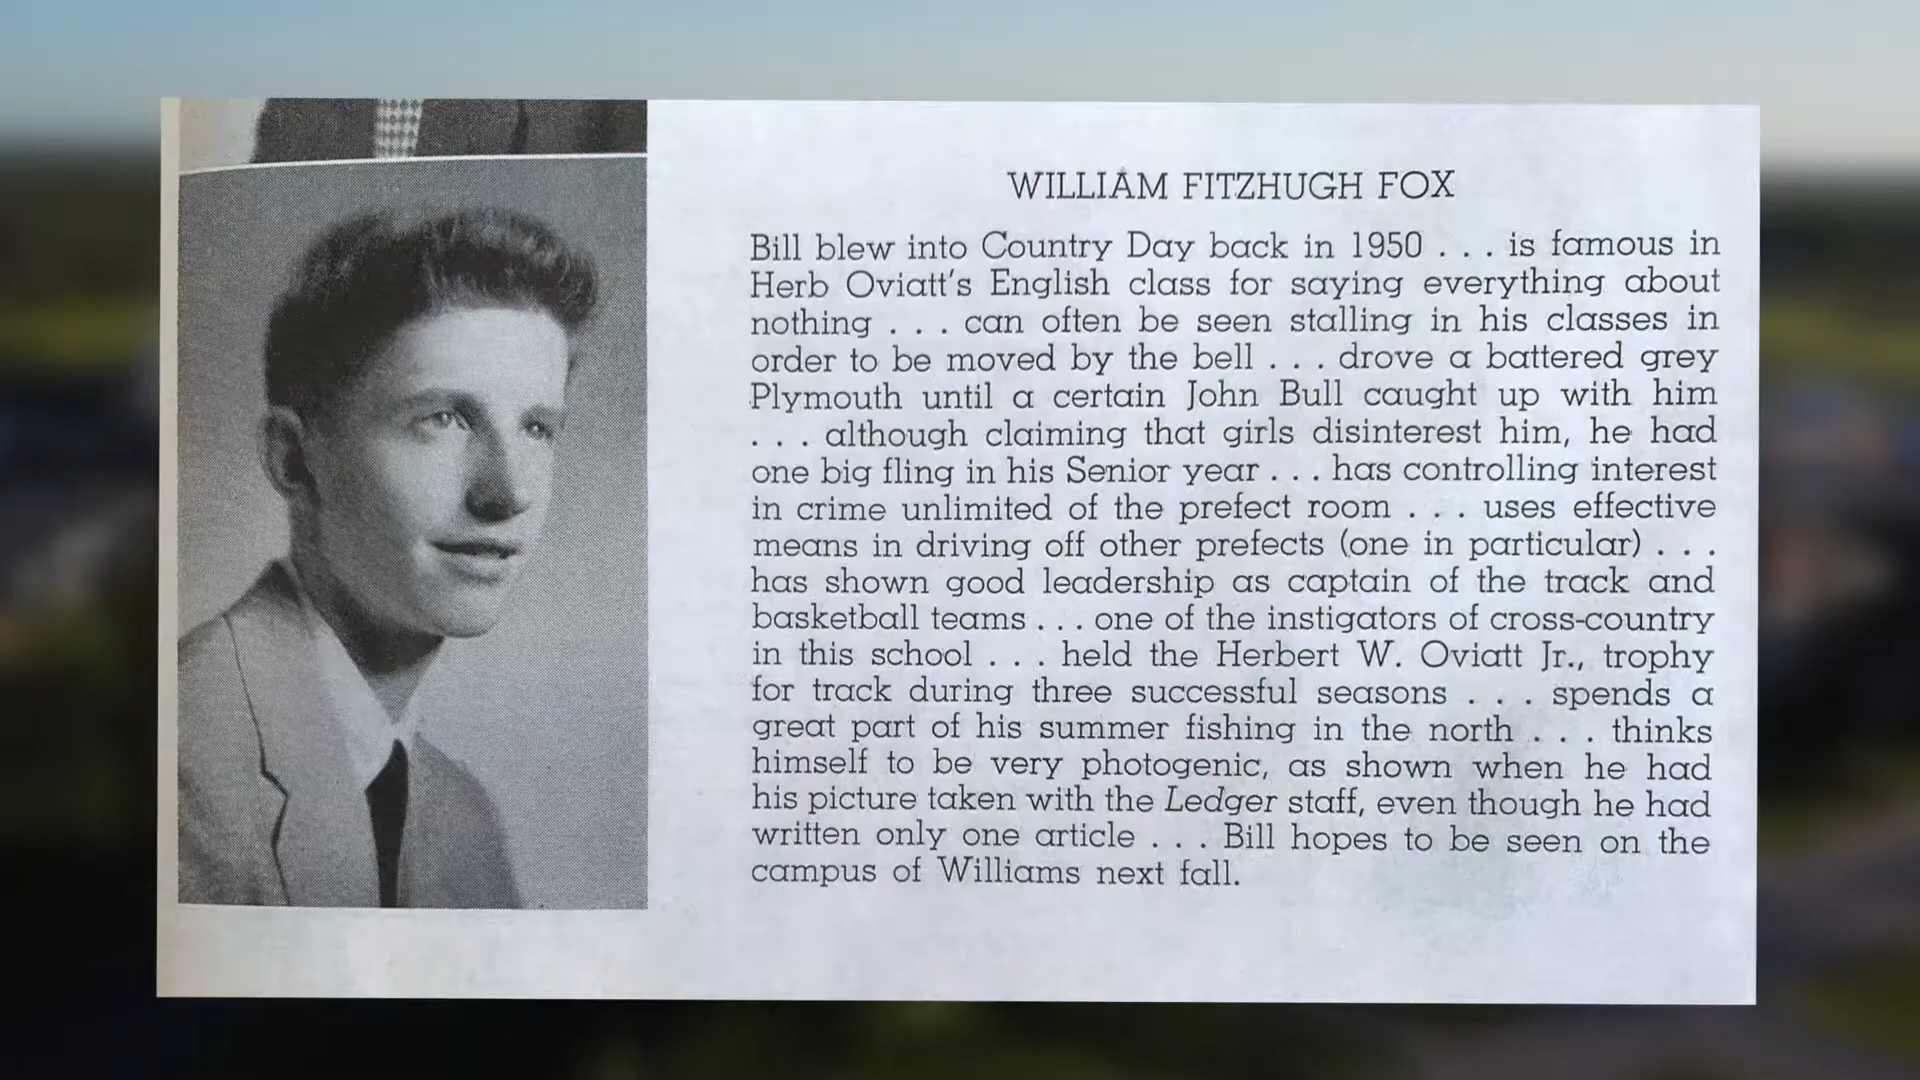 WILLIAM FITZHUGH FOX
Bill blew into Country Day back in 1950 . . . is famous in
Herb Oviatt's English class for saying everything about
nothing . . . can often be seen stalling in his classes in
order to be moved by the bell . . . drove a battered grey
Plymouth until a certain John Bull caught up with him
. . . although claiming that girls disinterest him, he had
one big fling in his Senior year . . . has controlling interest
in crime unlimited of the prefect room . . . uses effective
means in driving off other prefects (one in particular) . . .
has shown good leadership as captain of the track and
basketball teams . . . one of the instigators of cross-country
in this school . . . held the Herbert W. Oviatt Jr., trophy
for track during three successful seasons . . . spends a
great part of his summer fishing in the north . . . thinks
himself to be very photogenic, as shown when he had
his picture taken with the Ledger staff, even though he had
written only one article . . . Bill hopes to be seen on the
campus of Williams next fall.